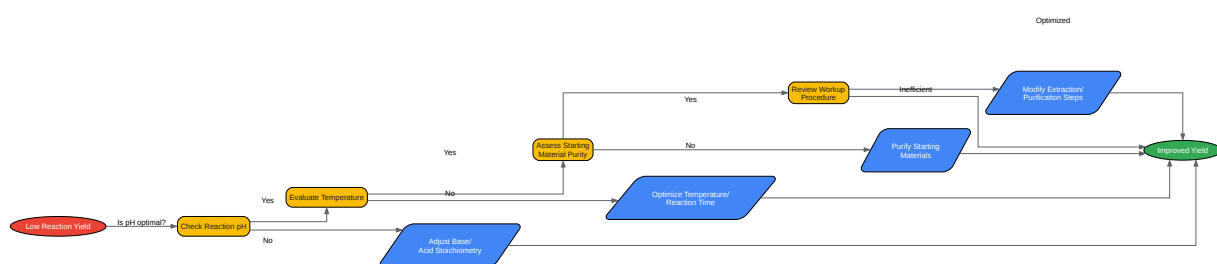 Optimized
Review Workup
Procedure
Inefficient
Modify Extraction/
Purification Steps
Yes
Assess Starting
Material Purity
No
Purify Starting
Materials
Improved Yield
Yes
Evaluate Temperature
No
Optimize Temperature/
Reaction Time
Yes
Low Reaction Yield
Is pH optimal?
Check Reaction pH
No
Adjust Base/
Acid Stoichiometry